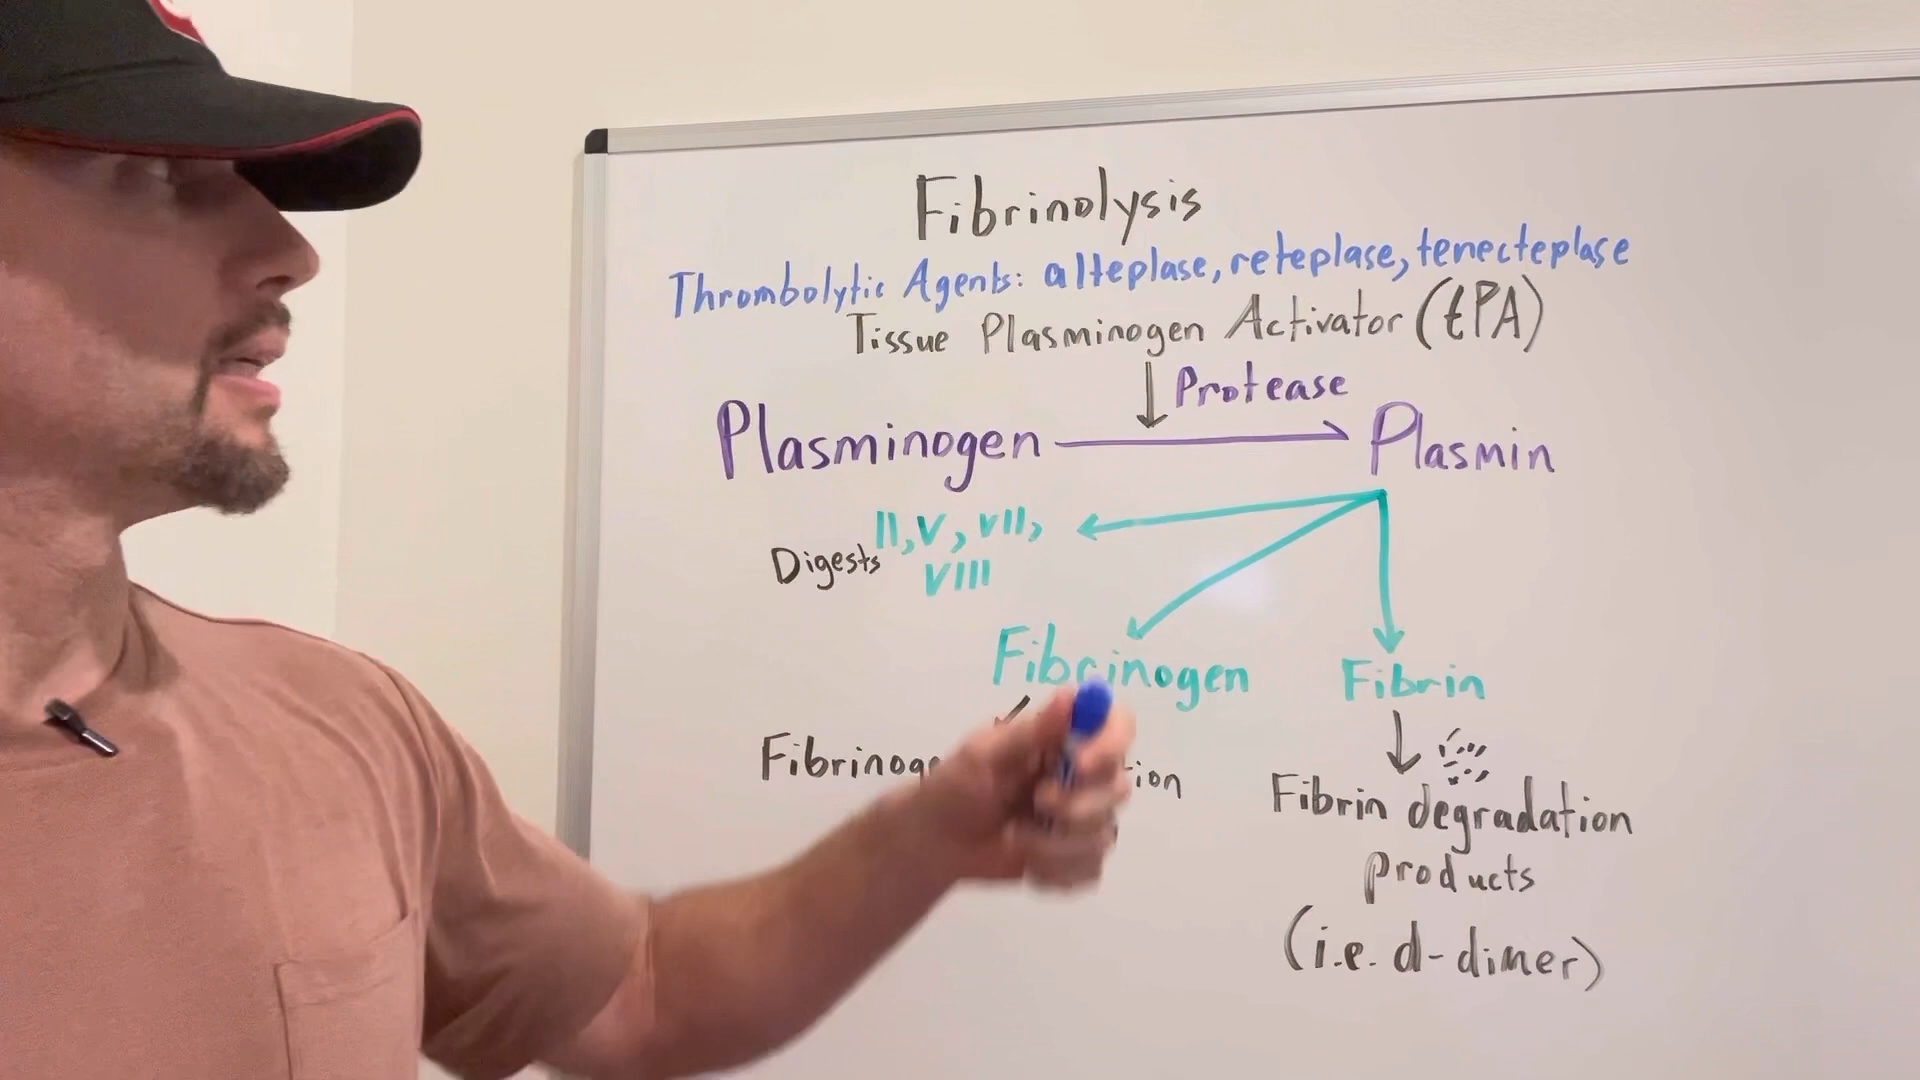 Fibrinolysis
Thrombolytic Agents: alteplase, reteplase, tenecteplase
Tissue Plasminogen Activator (tPA)
Protease
Plasminogen Plasmin
II, V, VII,
Digests
VIII
Fibrinogen Fibrin
Fibrin degradation
products
(i.e. d-dimer)